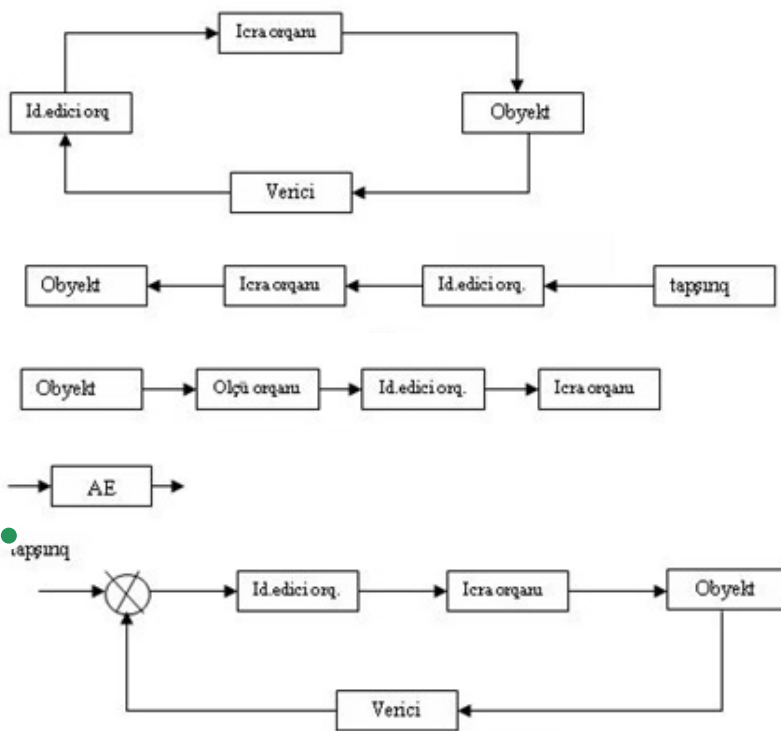 Icra orqanı
Id.edici orq
Obyekt
Verici
Obyekt
Icra orqanı
Id.edici orq.
tapşırıq
Obyekt
Olçü orqanı
Id.edici orq.
Icra orqanı
AE
tapşırıq
Id.edici orq.
Icra orqanı
Obyekt
Verici